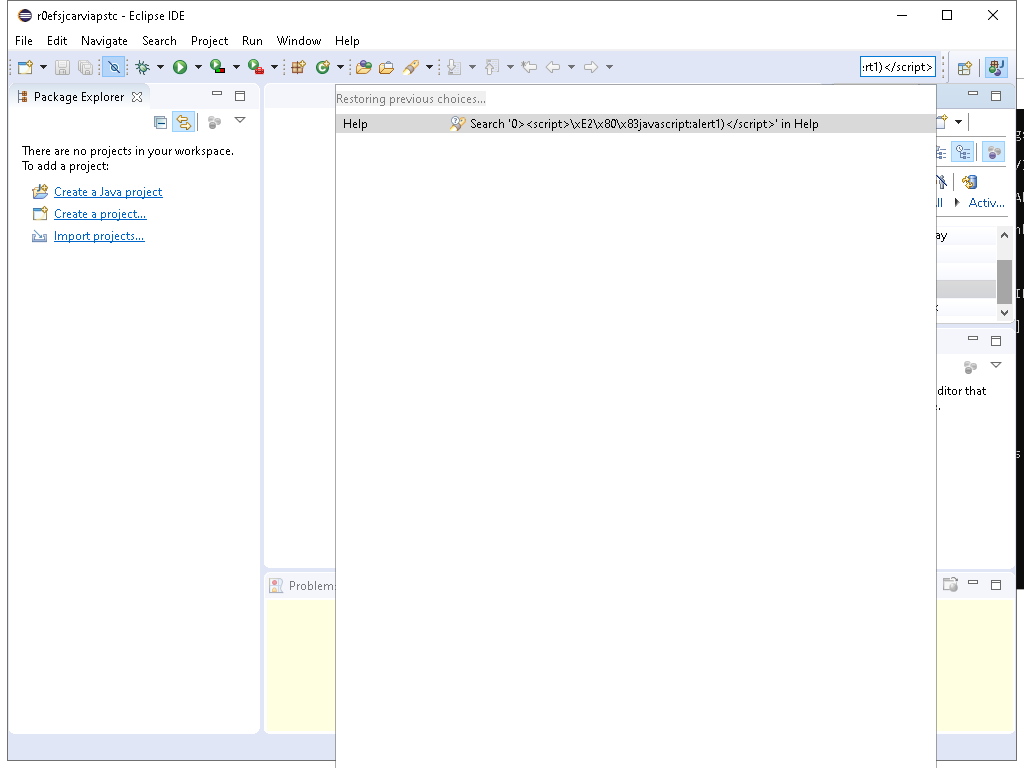 r0efsjcarviapstc - Eclipse IDE
File Edit Navigate Search Project Run Window Help
:rt1)</script>
Package Explorer
Restoring previous choices...
Help Search '0><script>\xE2\x80\x83javascript:alert1)</script>' in Help
There are no projects in your workspace.
To add a project:
Create a Java project
Create a project...
Import projects...
Activ...
ay
ditor that
Problem